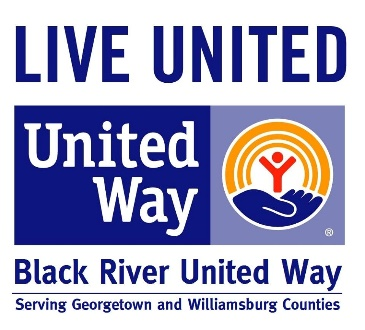 LIVE UNITED
United
Way
®
Black River United Way
Serving Georgetown and Williamsburg Counties